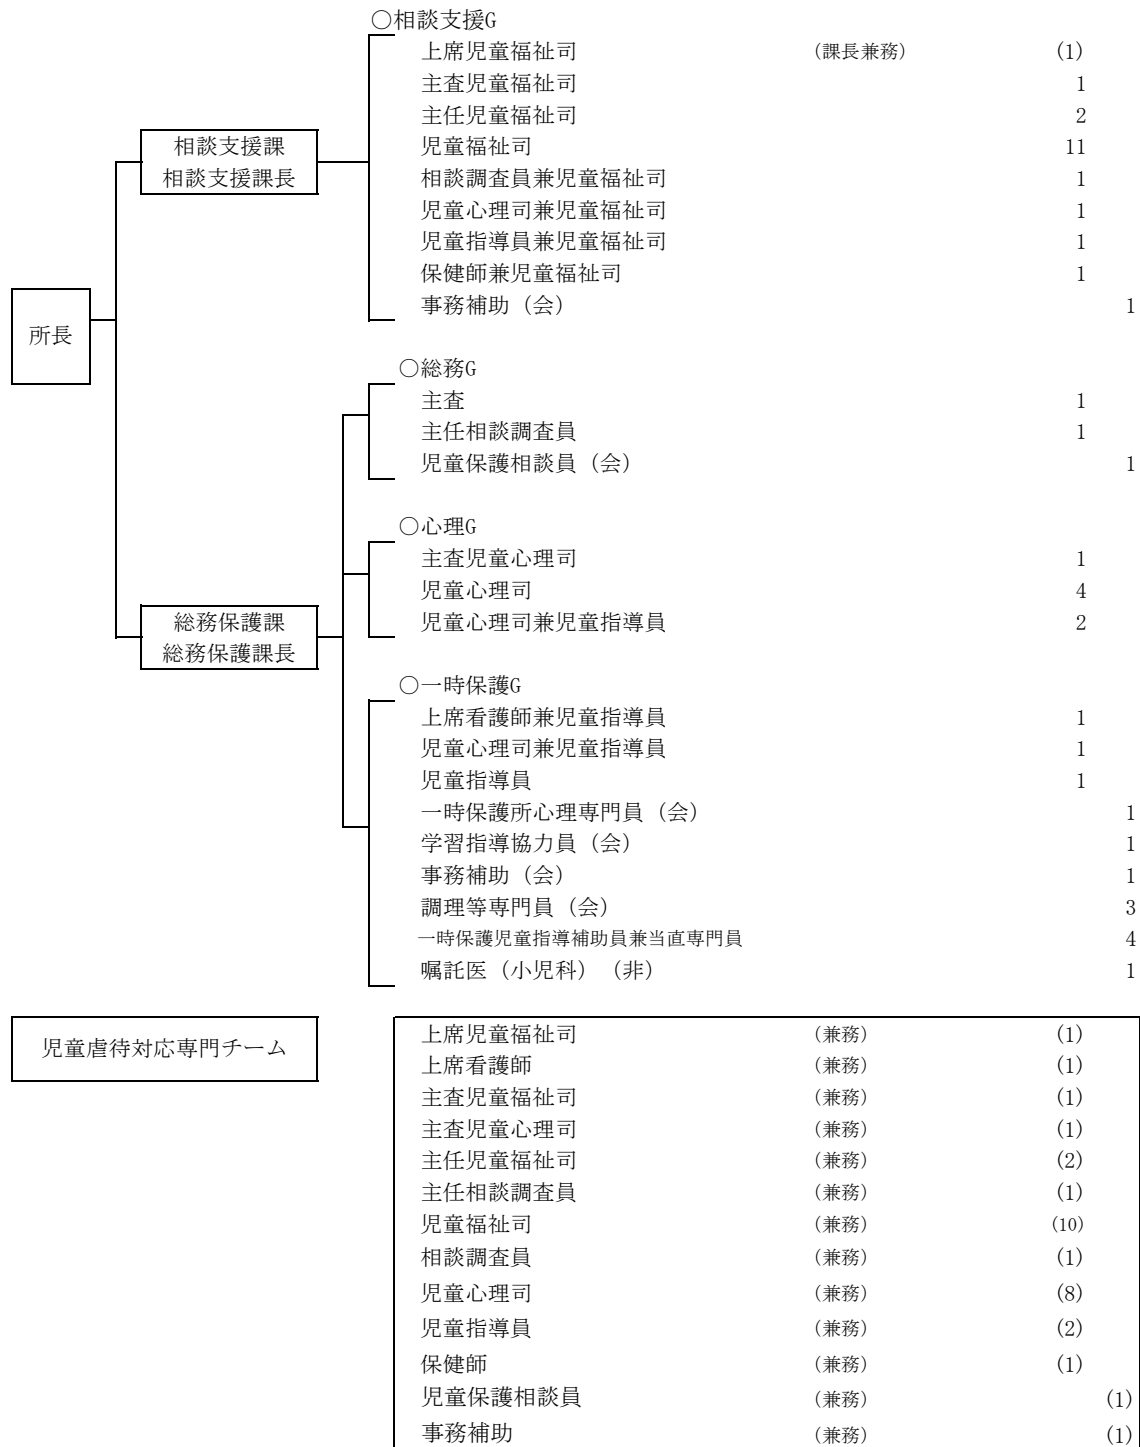 ○相談支援G
上席児童福祉司 (課長兼務) (1)
主査児童福祉司 1
主任児童福祉司 2
児童福祉司 11
相談調査員兼児童福祉司 1
児童心理司兼児童福祉司 1
児童指導員兼児童福祉司 1
保健師兼児童福祉司 1
事務補助（会） 1
相談支援課
相談支援課長
所長
○総務G
主査 1
主任相談調査員 1
児童保護相談員（会） 1
○心理G
主査児童心理司 1
児童心理司 4
児童心理司兼児童指導員 2
総務保護課
総務保護課長
○一時保護G
上席看護師兼児童指導員 1
児童心理司兼児童指導員 1
児童指導員 1
一時保護所心理専門員（会） 1
学習指導協力員（会） 1
事務補助（会） 1
調理等専門員（会） 3
一時保護児童指導補助員兼当直専門員 4
嘱託医（小児科）（非） 1
児童虐待対応専門チーム
上席児童福祉司 (兼務) (1)
上席看護師 (兼務) (1)
主査児童福祉司 (兼務) (1)
主査児童心理司 (兼務) (1)
主任児童福祉司 (兼務) (2)
主任相談調査員 (兼務) (1)
児童福祉司 (兼務) (10)
相談調査員 (兼務) (1)
児童心理司 (兼務) (8)
児童指導員 (兼務) (2)
保健師 (兼務) (1)
児童保護相談員 (兼務) (1)
事務補助 (兼務) (1)